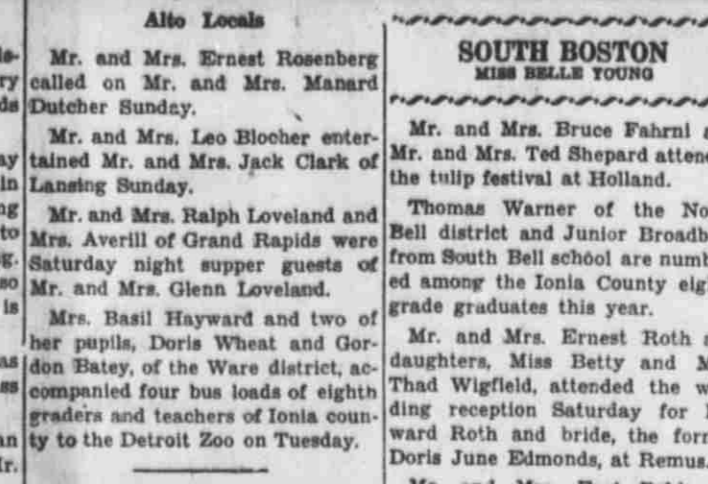 Alto Locals
Mr. and Mrs. Ernest Rosenberg
called on Mr. and Mrs. Manard
Dutcher Sunday.
Mr. and Mrs. Leo Blocher enter-
tained Mr. and Mrs. Jack Clark of
Lansing Sunday.
Mr. and Mrs. Ralph Loveland and
Mrs. Averill of Grand Rapids were
Saturday night supper guests of
Mr. and Mrs. Glenn Loveland.
Mrs. Basil Hayward and two of
her pupils, Doris Wheat and Gor-
don Batey, of the Ware district, ac-
companied four bus loads of eighth
graders and teachers of Ionia coun-
ty to the Detroit Zoo on Tuesday.
SOUTH BOSTON
MISS BELLE YOUNG
Mr. and Mrs. Bruce Fahrni a
Mr. and Mrs. Ted Shepard atten
the tulip festival at Holland.
Thomas Warner of the No
Bell district and Junior Broadb
from South Bell school are numb
ed among the Ionia County eig
grade graduates this year.
Mr. and Mrs. Ernest Roth a
daughters, Miss Betty and M
Thad Wigfield, attended the w
ding reception Saturday for
ward Roth and bride, the for
Doris June Edmonds, at Remus.